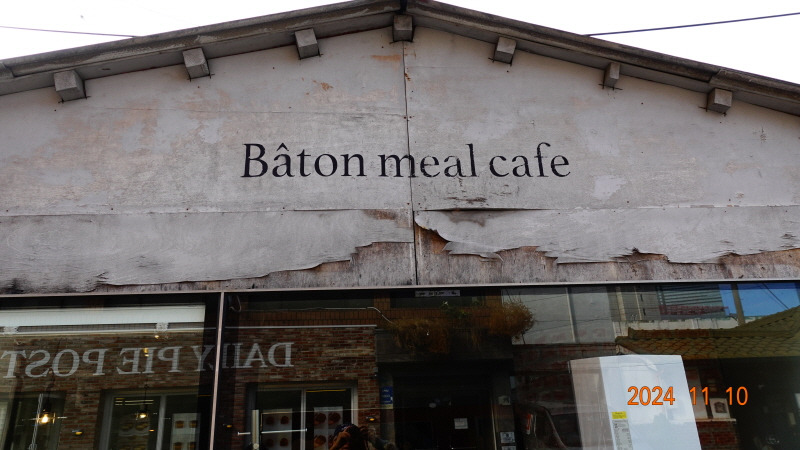 Bâton meal cafe
DAILY PIE POST
2024 11 10